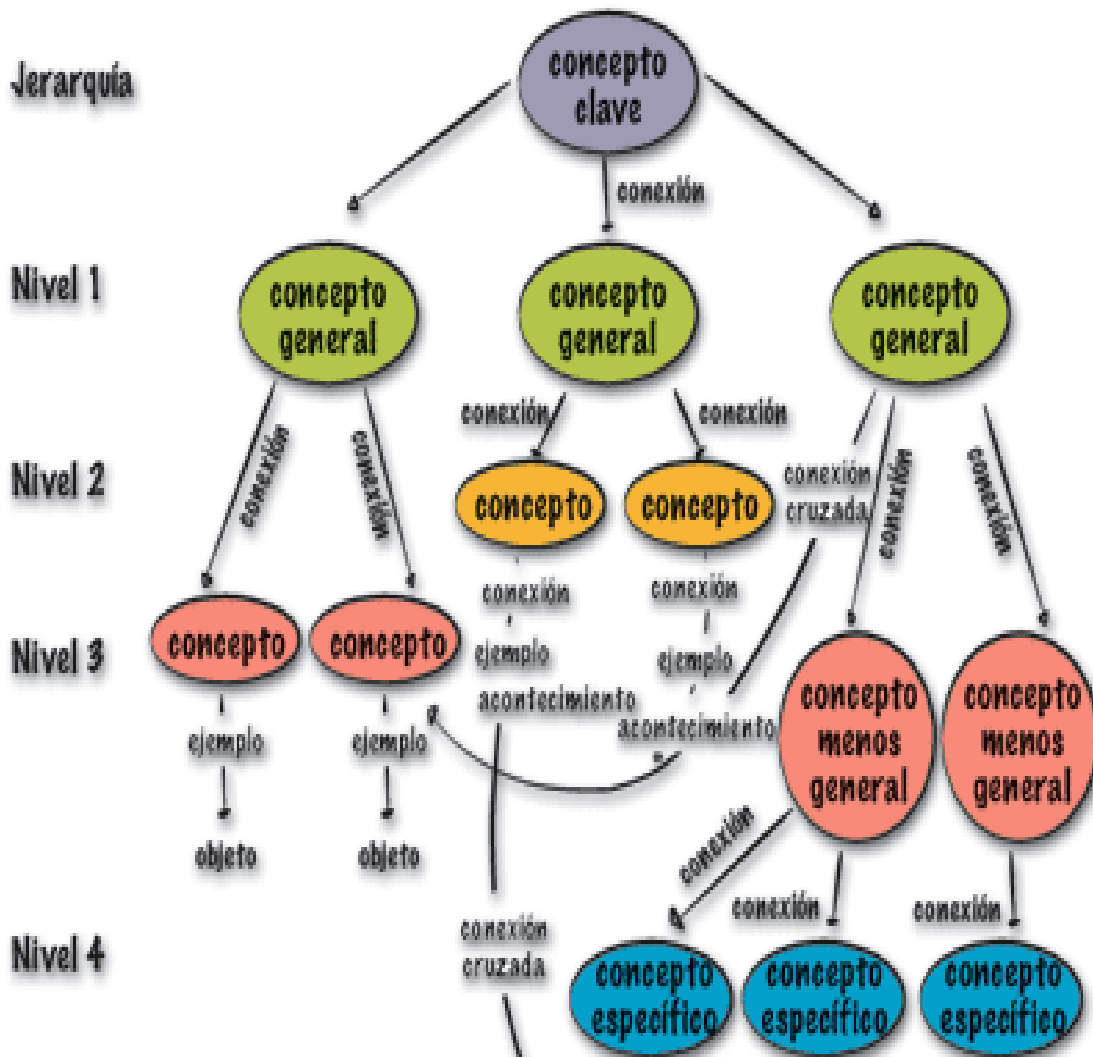 concepto
clave
Jerarquía
conexión
Nivel 1
concepto
general
concepto
general
concepto
general
conexión
conexión
conexión
conexión
conexión
cruzada
conexión
conexión
Nivel 2
concepto
concepto
conexión
conexión
Nivel 3
concepto
concepto
ejemplo
ejemplo
acontecimiento
acontecimiento
concepto
menos
general
concepto
menos
general
ejemplo
ejemplo
objeto
objeto
conexión
conexión
conexión
Nivel 4
conexión
cruzada
concepto
específico
concepto
específico
concepto
específico